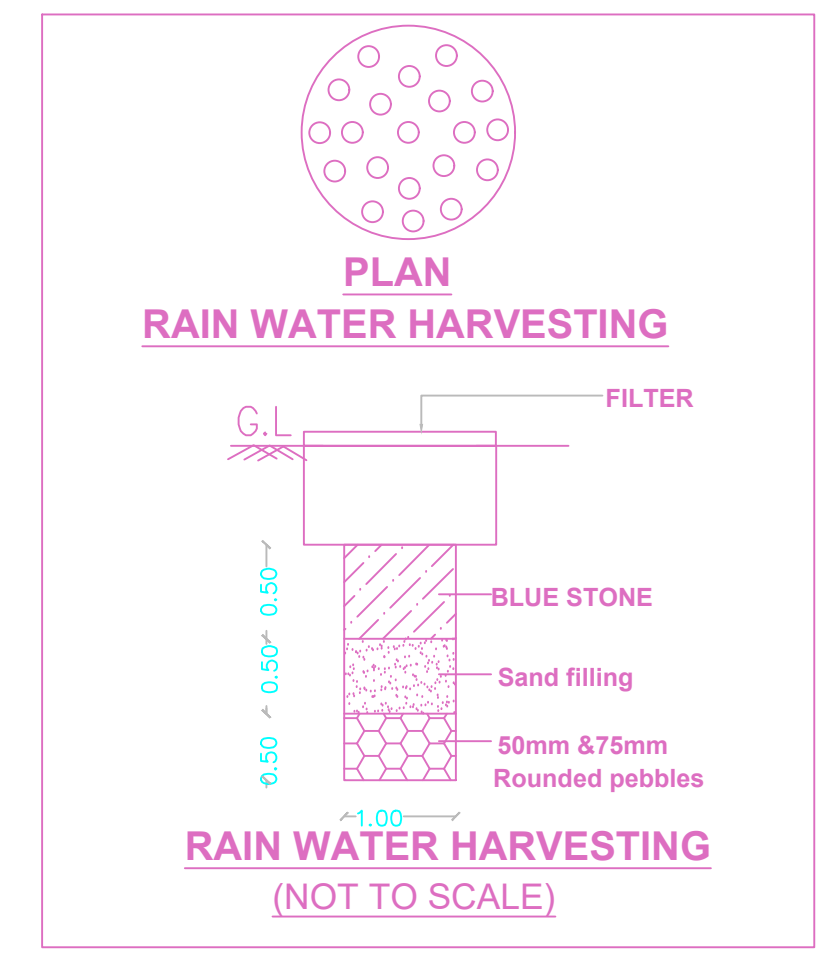 PLAN
RAIN WATER HARVESTING
FILTER
G.L
0.50
BLUE STONE
0.50
Sand filling
0.50
50mm &75mm
Rounded pebbles
1.00
RAIN WATER HARVESTING
(NOT TO SCALE)